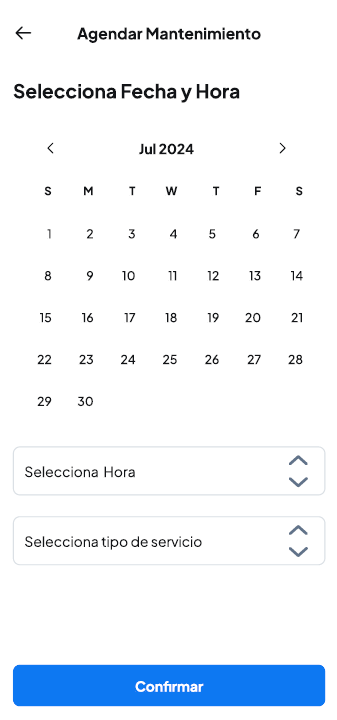 Agendar Mantenimiento
Selecciona Fecha y Hora
Jul 2024
S M T W T F S
1 2 3 4 5 6 7
8 9 10 11 12 13 14
15 16 17 18 19 20 21
22 23 24 25 26 27 28
29 30
Selecciona Hora
Selecciona tipo de servicio
Confirmar